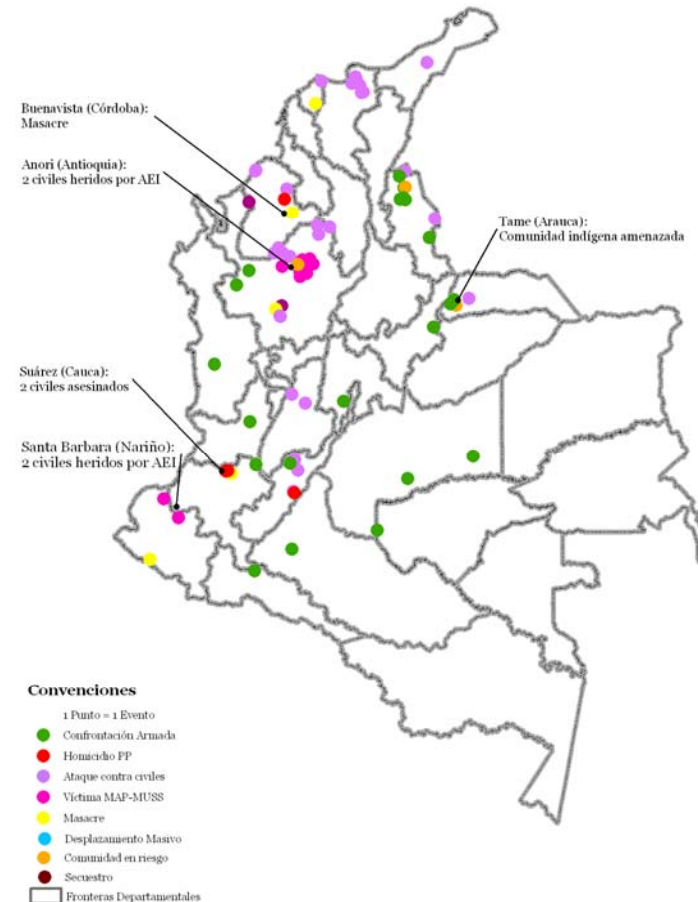 Buenavista (Córdoba):
Masacre
Anori (Antioquia):
2 civiles heridos por AEI
Tame (Arauca):
Comunidad indígena amenazada
Suárez (Cauca):
2 civiles asesinados
Santa Barbara (Nariño):
2 civiles heridos por AEI
Convenciones
1 Punto = 1 Evento
Confrontación Armada
Homicidio PP
Ataque contra civiles
Víctima MAP-MUSS
Masacre
Desplazamiento Masivo
Comunidad en riesgo
Secuestro
Fronteras Departamentales